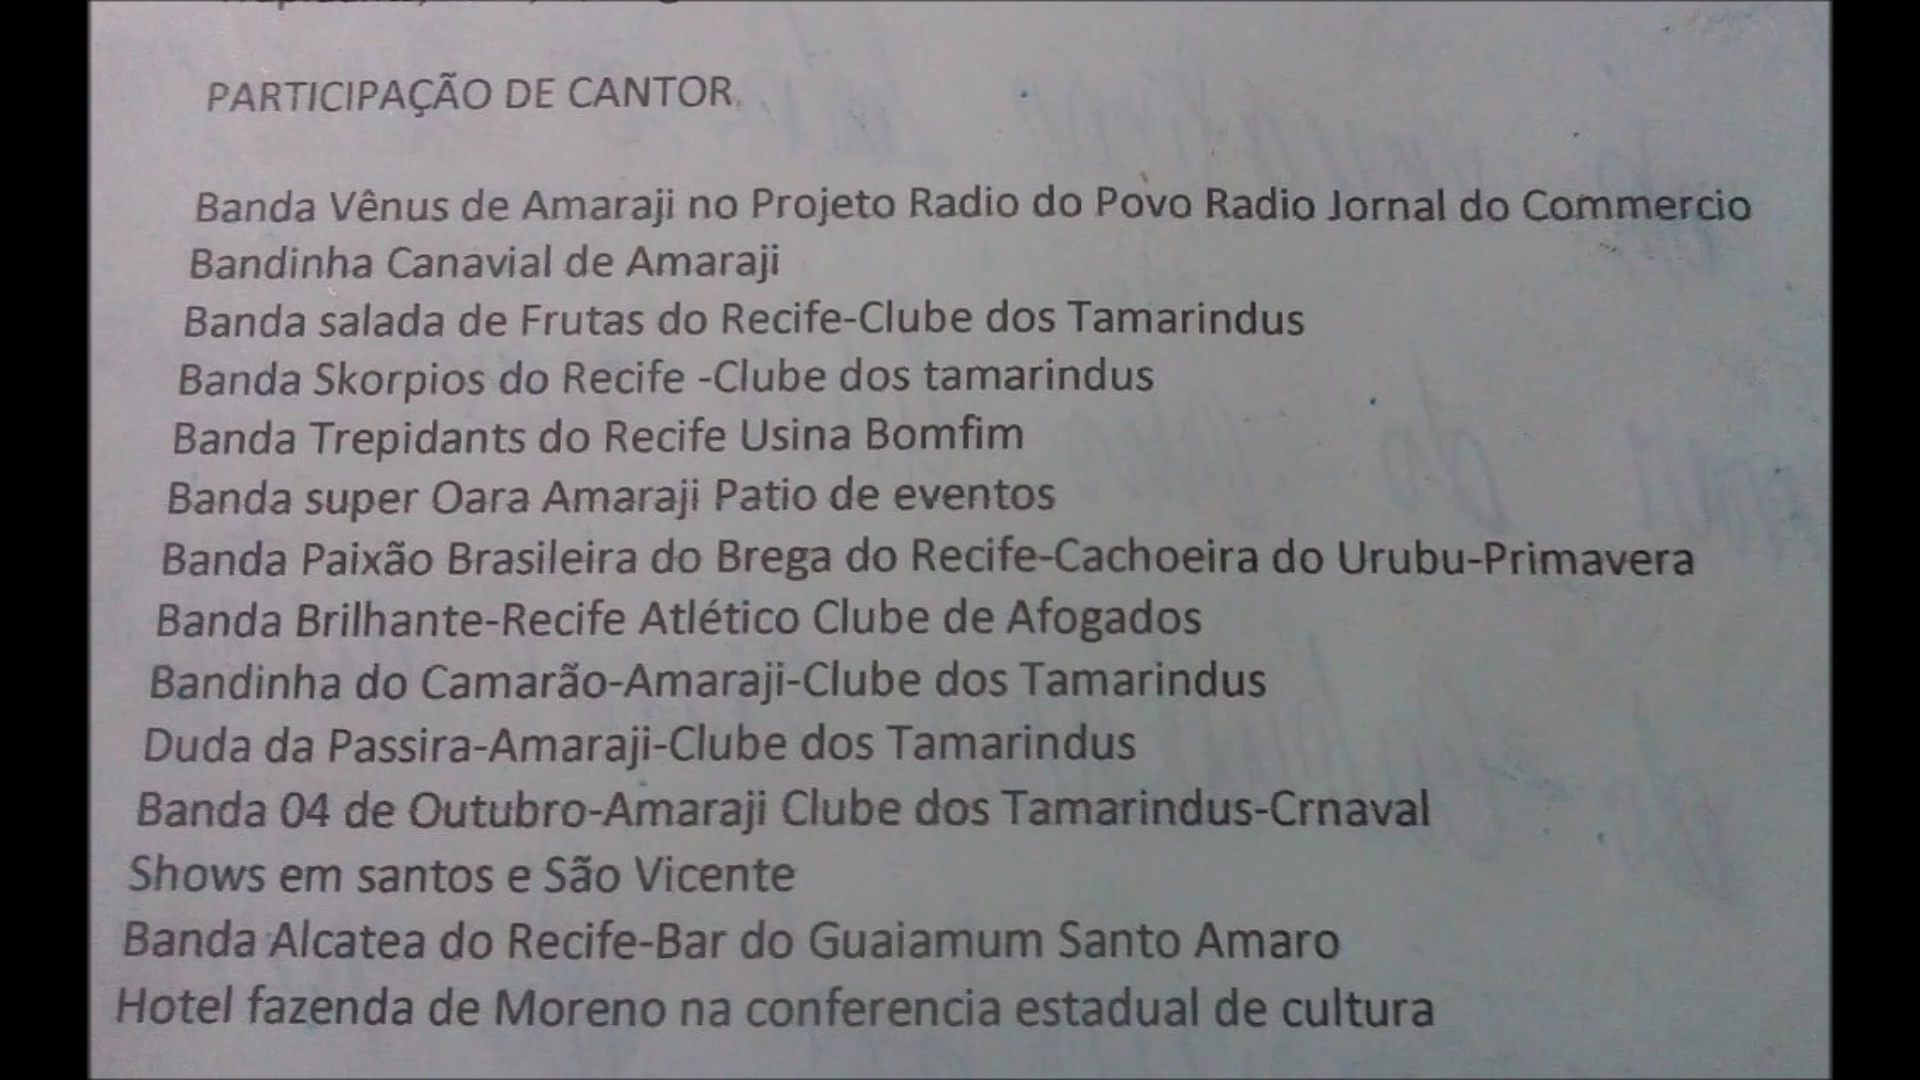 PARTICIPAÇÃO DE CANTOR.
Banda Vênus de Amaraji no Projeto Radio do Povo Radio Jornal do Commercio
Bandinha Canavial de Amaraji
Banda salada de Frutas do Recife-Clube dos Tamarindus
Banda Skorpios do Recife -Clube dos tamarindus
Banda Trepidants do Recife Usina Bomfim
Banda super Oara Amaraji Patio de eventos
Banda Paixão Brasileira do Brega do Recife-Cachoeira do Urubu-Primavera
Banda Brilhante-Recife Atlético Clube de Afogados
Bandinha do Camarão-Amaraji-Clube dos Tamarindus
Duda da Passira-Amaraji-Clube dos Tamarindus
Banda 04 de Outubro-Amaraji Clube dos Tamarindus-Crnaval
Shows em santos e São Vicente
Banda Alcatea do Recife-Bar do Guaiamum Santo Amaro
Hotel fazenda de Moreno na conferencia estadual de cultura